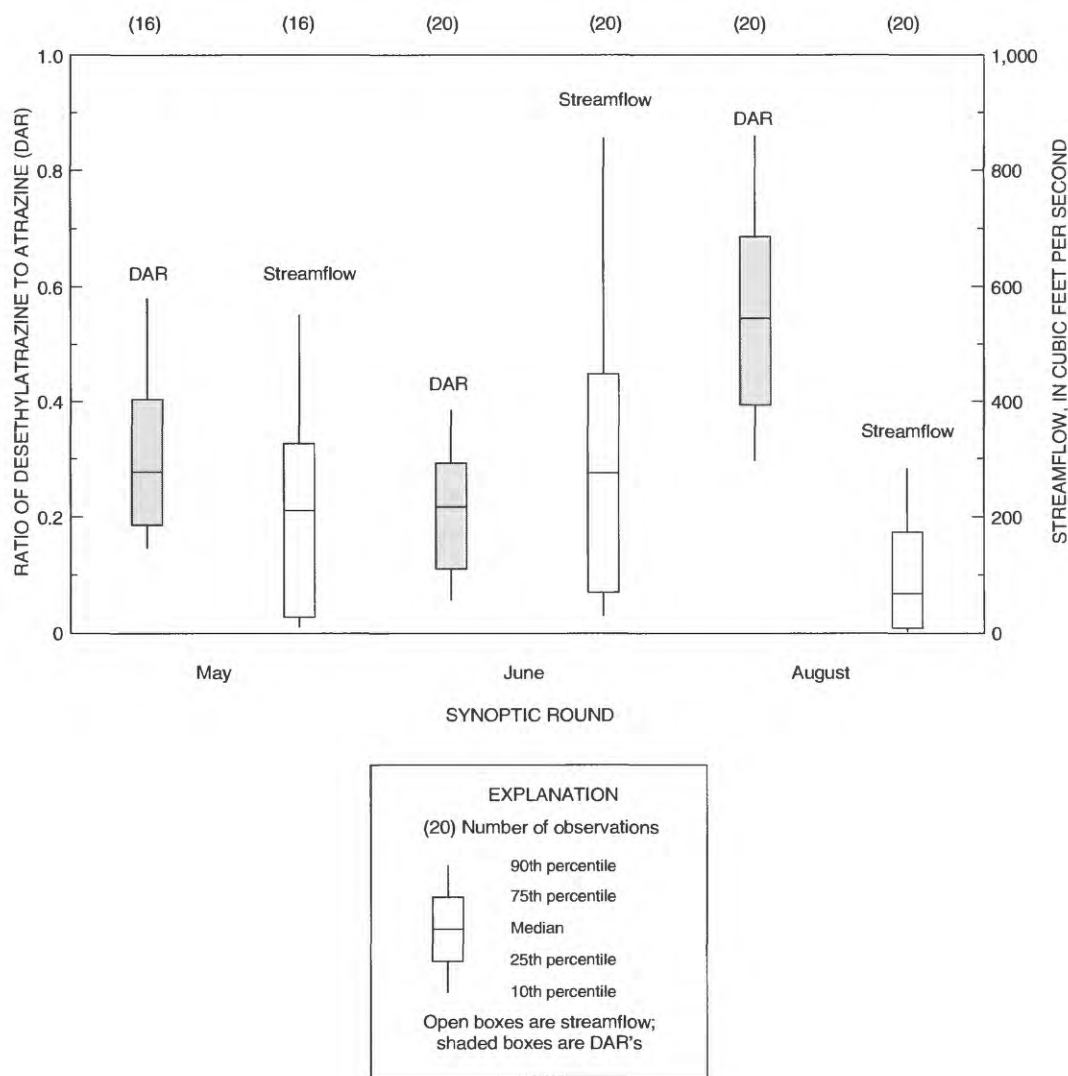 (16) (16) (20) (20) (20) (20)
1.0
0.8
0.6
0.4
0.2
0
RATIO OF DESETHYLATRAZINE TO ATRAZINE (DAR)
DAR
Streamflow
DAR
Streamflow
DAR
Streamflow
1,000
800
600
400
200
0
STREAMFLOW, IN CUBIC FEET PER SECOND
May June August
SYNOPTIC ROUND
EXPLANATION
(20) Number of observations
90th percentile
75th percentile
Median
25th percentile
10th percentile
Open boxes are streamflow;
shaded boxes are DAR's